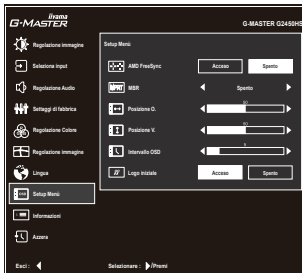 iiyama
G-MASTER
G-MASTER G2450HS
Regolazione Immagine
Selezione input
Regolazione Audio
Settaggi di fabbrica
Regolazione Colore
Regolazione immagine
Lingua
Setup Menù
Informazioni
Azzera
Setup Menù
AMD FreeSync
Acceso
Spento
MPRT
MBR
Spento
Posizione O.
50
Posizione V.
50
Intervallo OSD
Logo iniziale
Acceso
Spento
Esci :
Selezionare :
/Premi